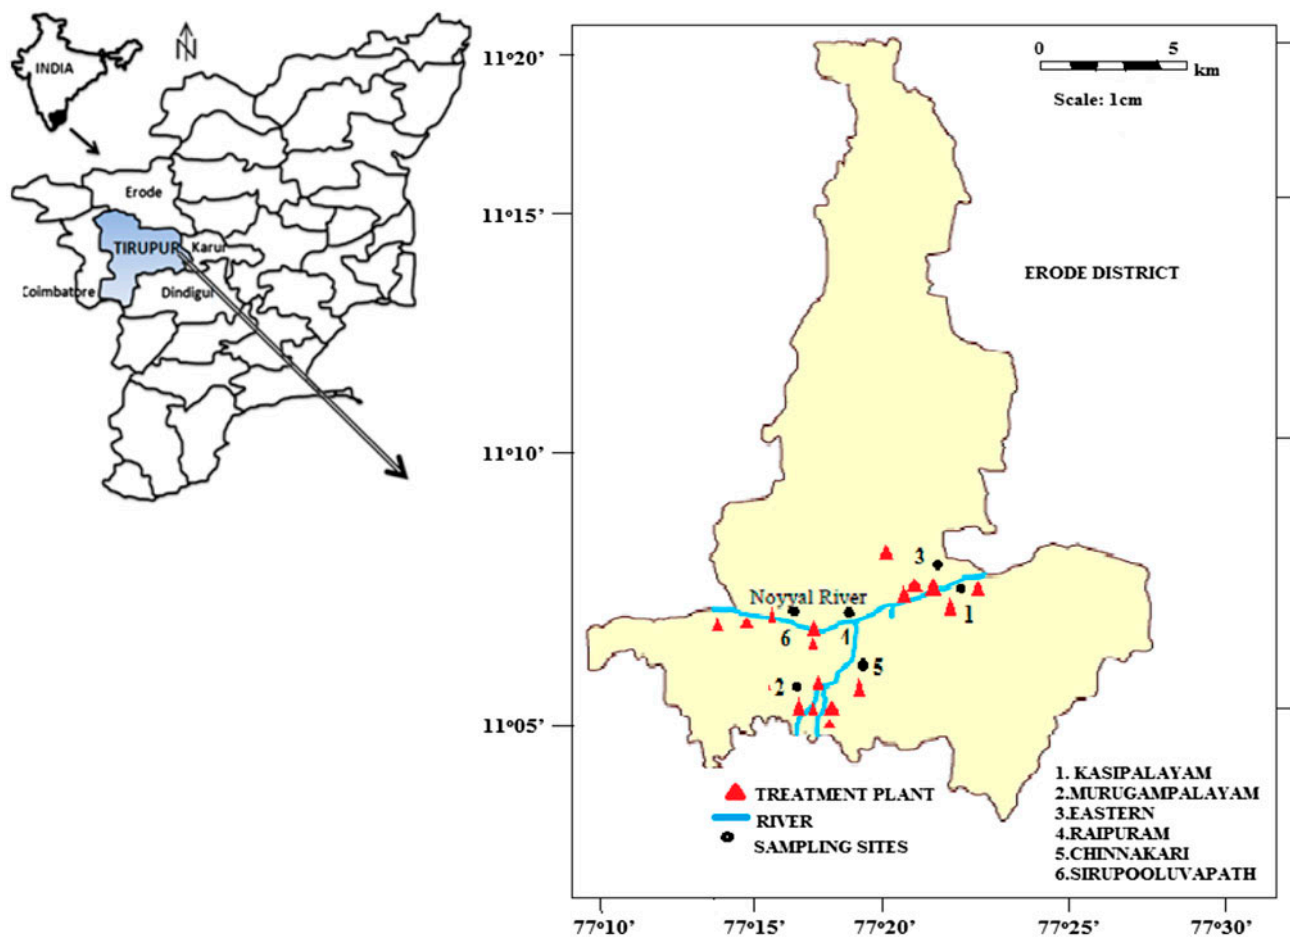 INDIA
N
Erode
TIRUPUR
Karur
Coimbatore
Dindigul
11°20’
11°15’
11°10’
11°05’
0 5
km
Scale: 1cm
ERODE DISTRICT
3
Noyyal River
1
6
4
5
2
TREATMENT PLANT
RIVER
SAMPLING SITES
1. KASIPALAYAM
2.MURUGAMPALAYAM
3.EASTERN
4.RAIPURAM
5.CHINNAKARI
6.SIRUPOOLUVAPATH
77°10’ 77°15’ 77°20’ 77°25’ 77°30’